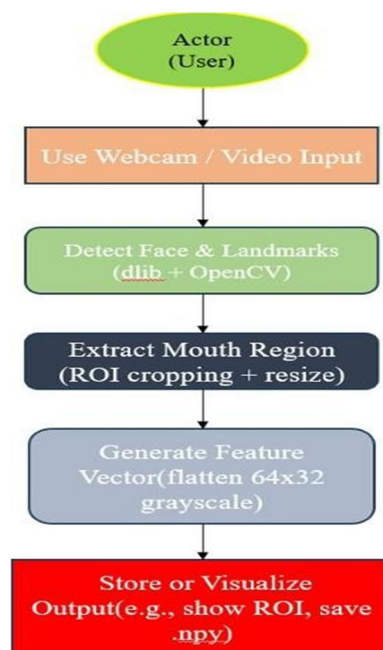 Actor
(User)
Use Webcam / Video Input
Detect Face & Landmarks
(dlib + OpenCV)
Extract Mouth Region
(ROI cropping + resize)
Generate Feature
Vector(flatten 64x32
grayscale)
Store or Visualize
Output(e.g., show ROI, save
.npy)